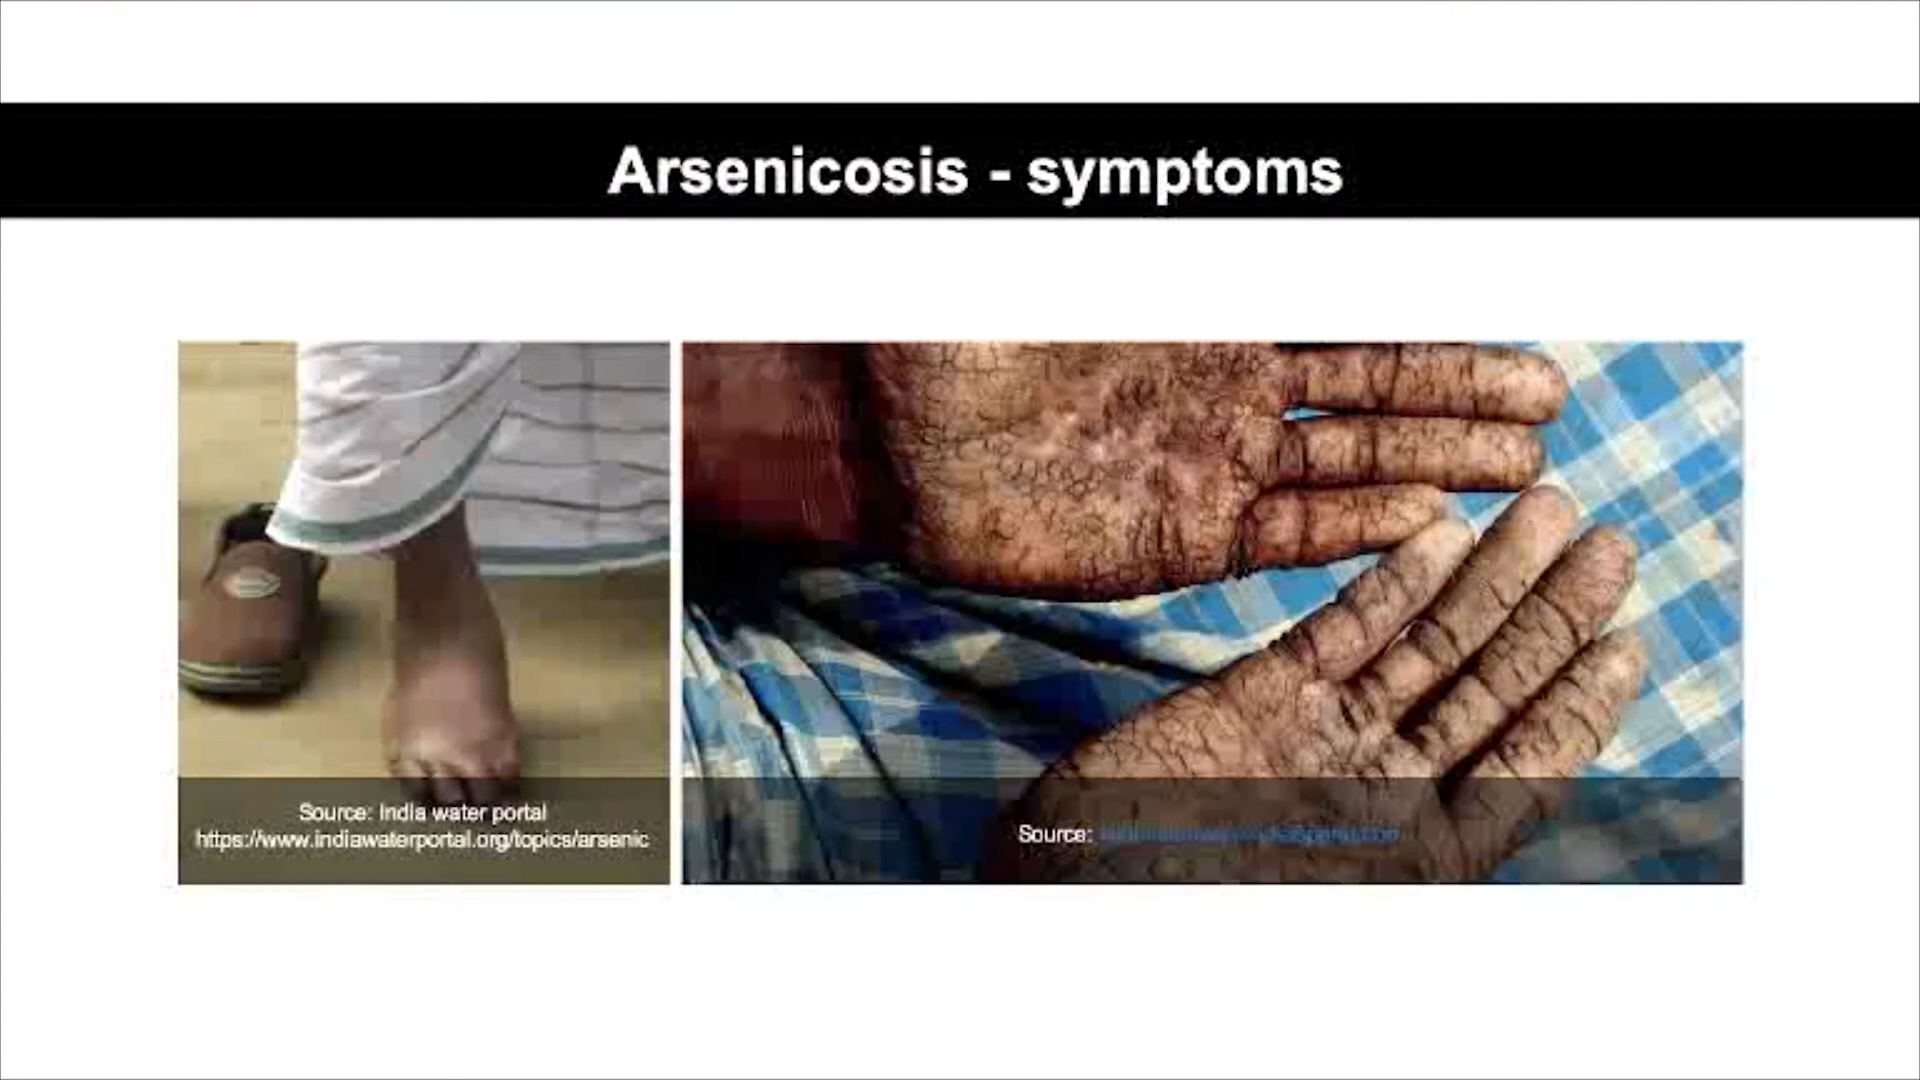 Arsenicosis - symptoms
Source: India water portal
https://www.indiawaterportal.org/topics/arsenic
Source: